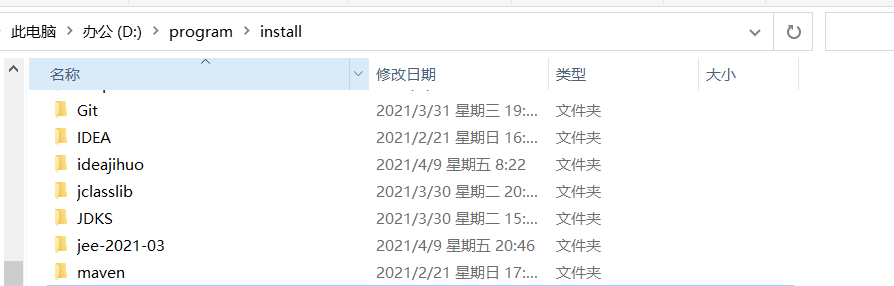 此电脑 > 办公 (D:) > program > install
名称 修改日期 类型 大小
Git 2021/3/31 星期三 19:... 文件夹
IDEA 2021/2/21 星期日 16:... 文件夹
ideajihuo 2021/4/9 星期五 8:22 文件夹
jclasslib 2021/3/30 星期二 20:... 文件夹
JDKS 2021/3/30 星期二 15:... 文件夹
jee-2021-03 2021/4/9 星期五 20:46 文件夹
maven 2021/2/21 星期日 17:... 文件夹